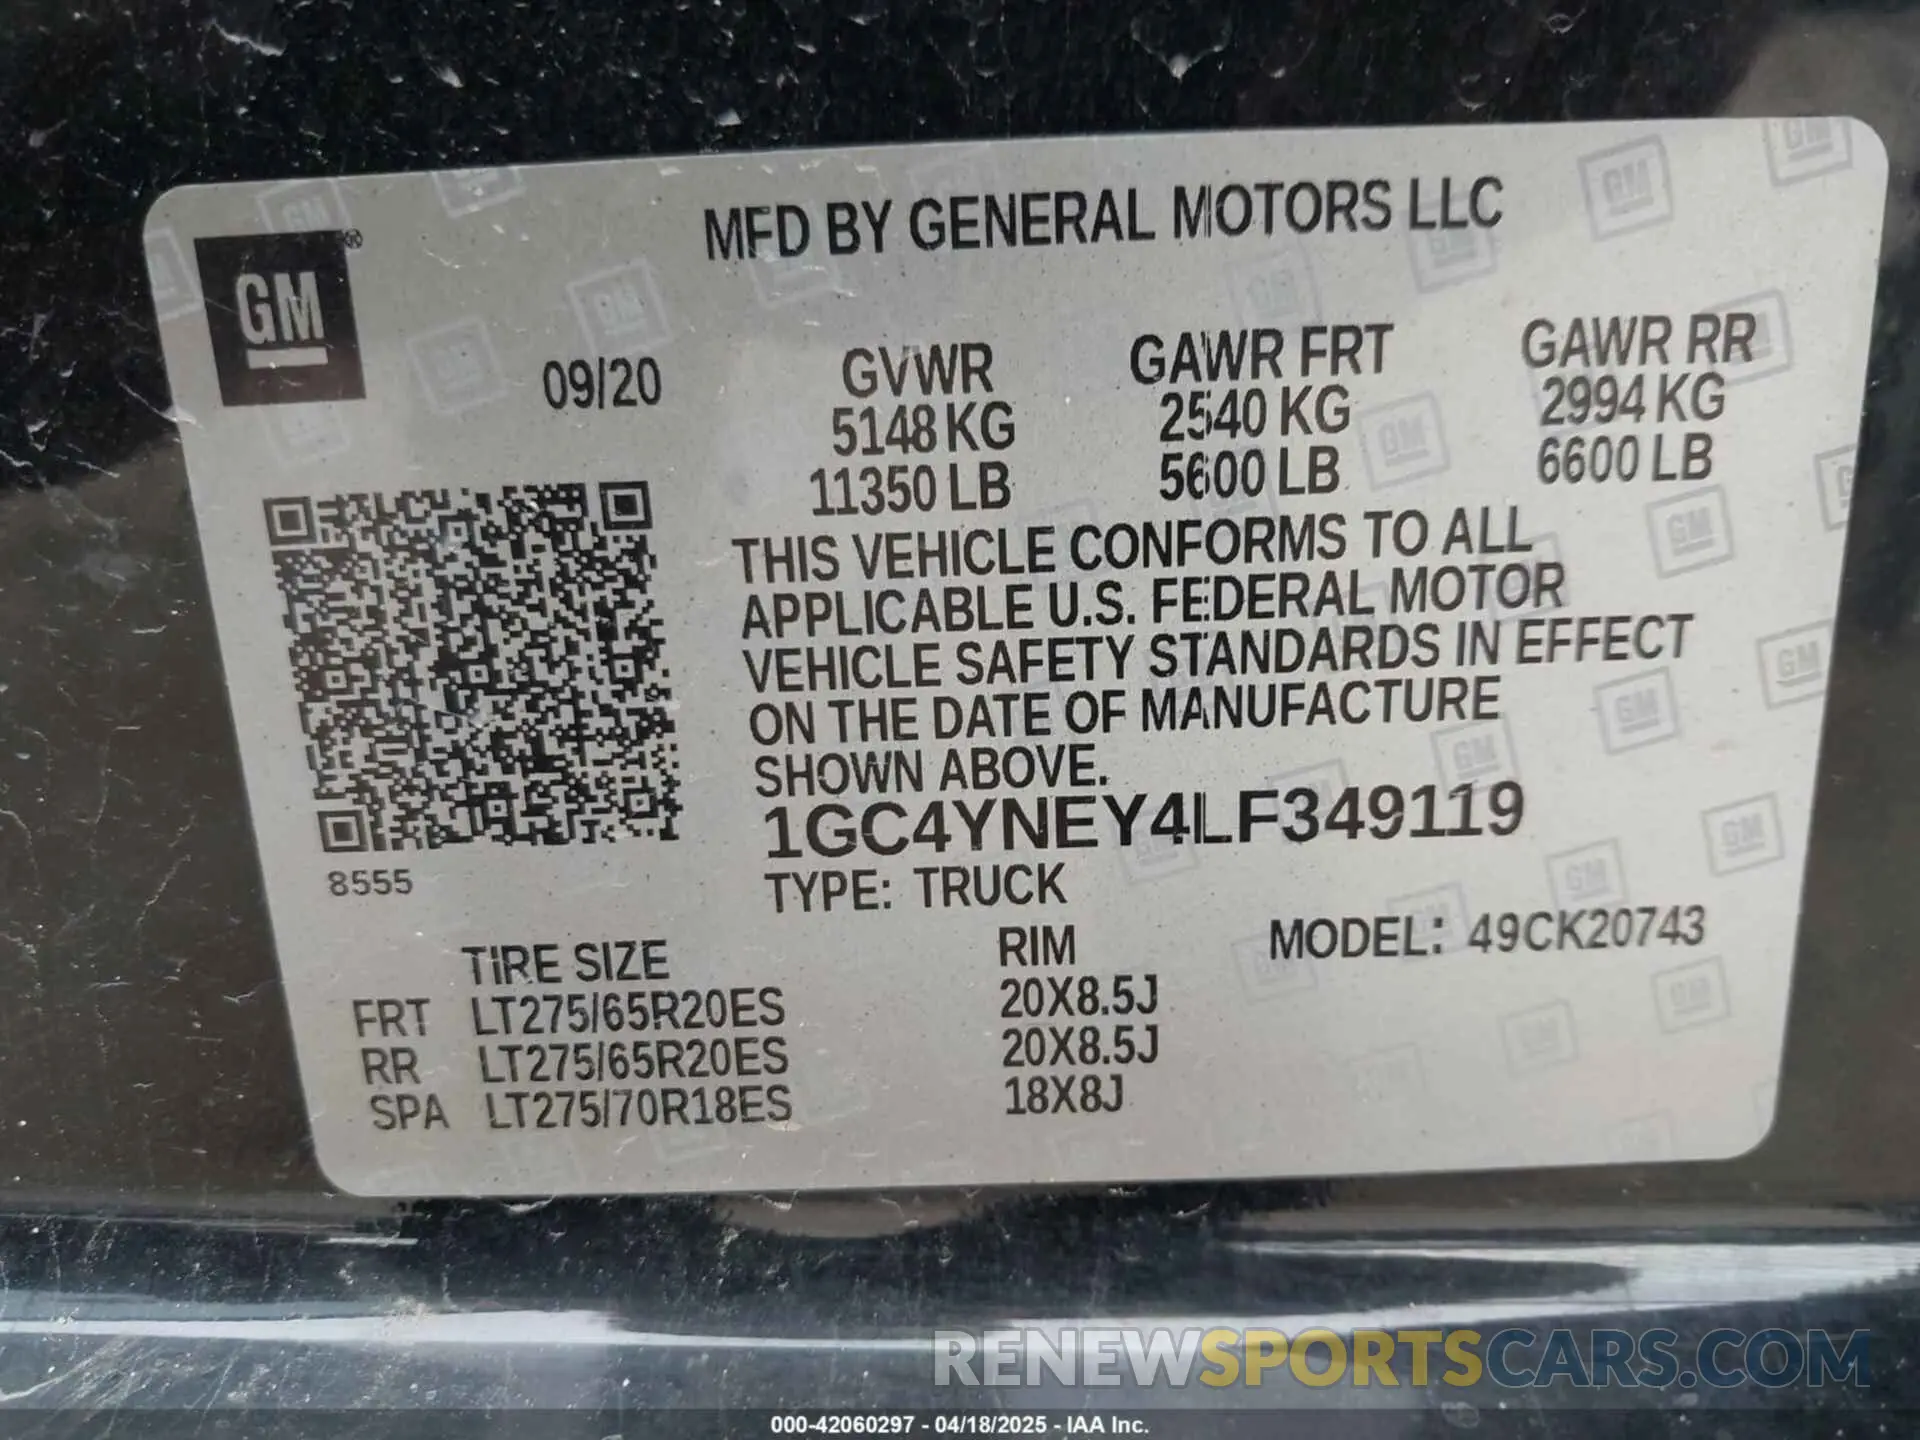 MFD BY GENERAL MOTORS LLC
GM®
09/20
GVWR GAWR FRT GAWR RR
5148 KG 2540 KG 2994 KG
11350 LB 5600 LB 6600 LB
THIS VEHICLE CONFORMS TO ALL
APPLICABLE U.S. FEDERAL MOTOR
VEHICLE SAFETY STANDARDS IN EFFECT
ON THE DATE OF MANUFACTURE
SHOWN ABOVE.
1GC4YNEY4LF349119
8555
TYPE: TRUCK
TIRE SIZE RIM MODEL: 49CK20743
FRT LT275/65R20ES 20X8.5J
RR LT275/65R20ES 20X8.5J
SPA LT275/70R18ES 18X8J
RENEWSPORTSCARS.COM
000-42060297 - 04/18/2025 - IAA Inc.